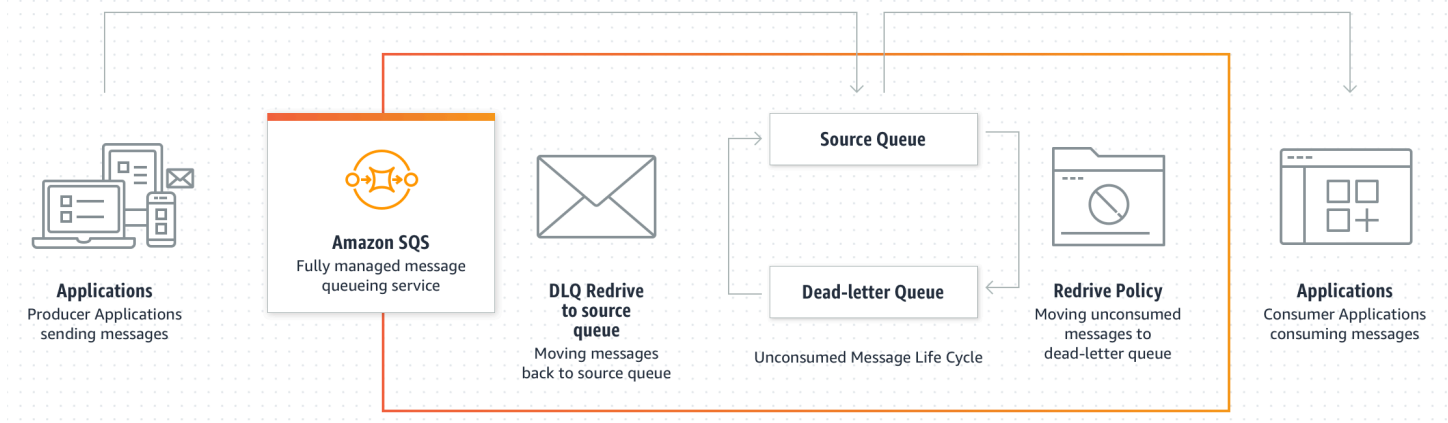 Applications
Producer Applications
sending messages
Amazon SQS
Fully managed message
queueing service
DLQ Redrive
to source
queue
Moving messages
back to source queue
Source Queue
Dead-letter Queue
Unconsumed Message Life Cycle
Redrive Policy
Moving unconsumed
messages to
dead-letter queue
Applications
Consumer Applications
consuming messages